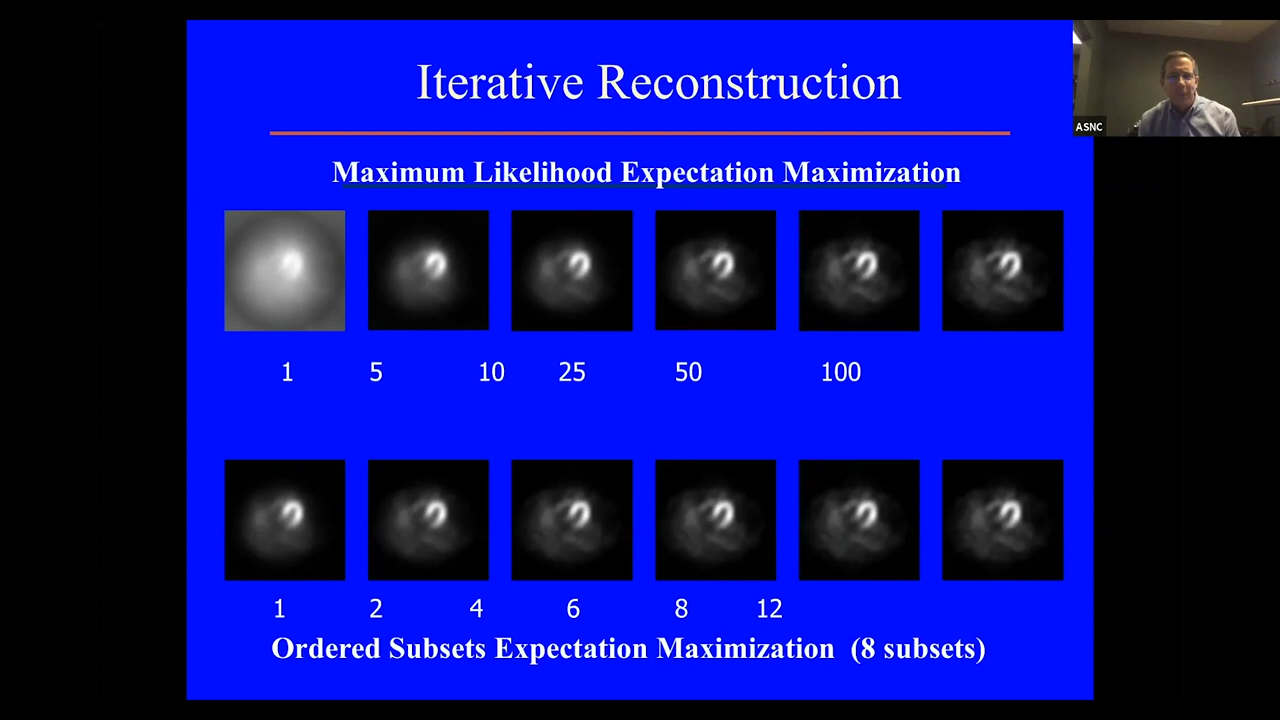 Iterative Reconstruction
ASNC
Maximum Likelihood Expectation Maximization
1 5 10 25 50 100
1 2 4 6 8 12
Ordered Subsets Expectation Maximization (8 subsets)